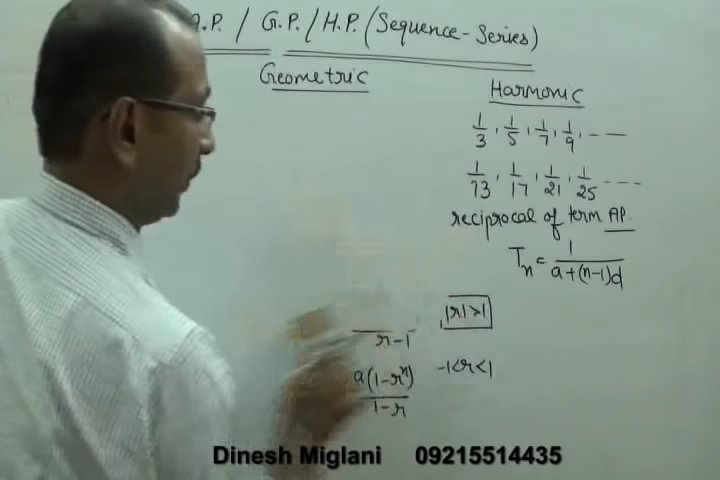 A.P. / G.P. / H.P. (Sequence-Series)
Geometric
Harmonic
1/3, 1/5, 1/7, 1/9, ----
1/13, 1/17, 1/21, 1/25 ----
reciprocal of term AP.
Tn = 1/(a+(n-1)d)
r-1 |r|>1
a(1-r^n)/(1-r) -1<r<1
Dinesh Miglani 09215514435